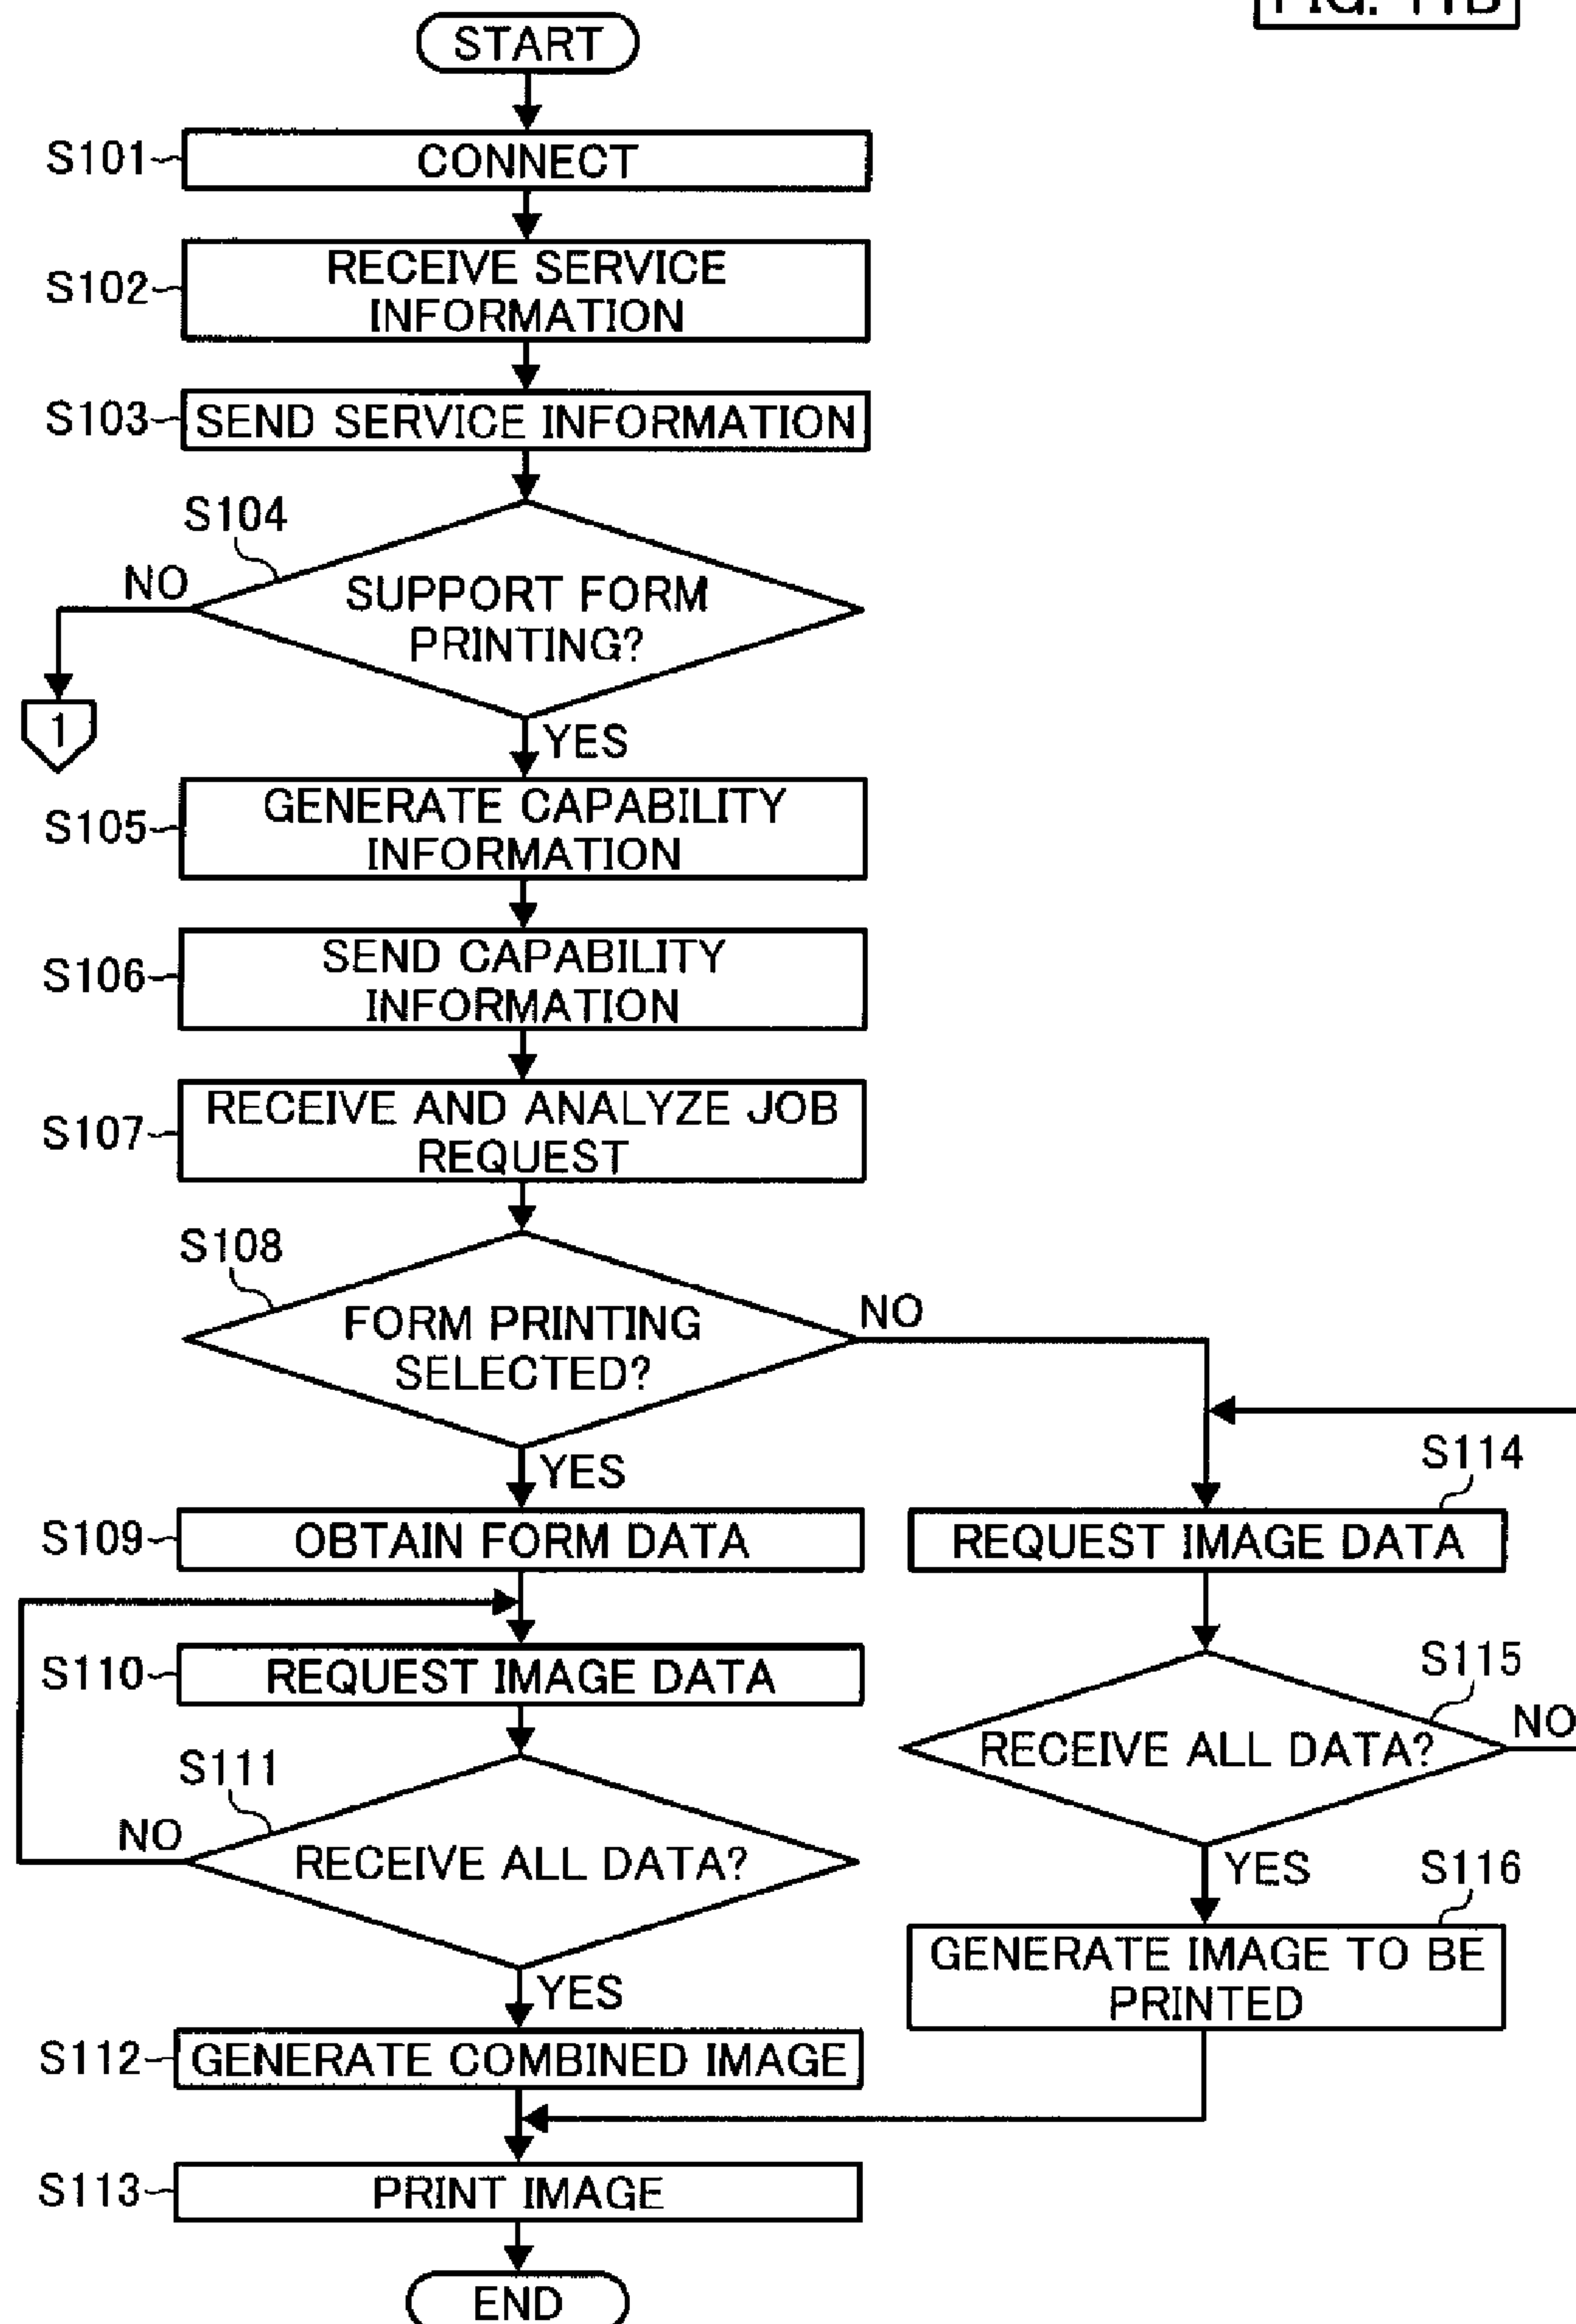 START
S101
CONNECT
S102
RECEIVE SERVICE
INFORMATION
S103
SEND SERVICE INFORMATION
S104
NO
SUPPORT FORM
PRINTING?
1
YES
S105
GENERATE CAPABILITY
INFORMATION
S106
SEND CAPABILITY
INFORMATION
S107
RECEIVE AND ANALYZE JOB
REQUEST
S108
FORM PRINTING
SELECTED?
NO
YES
S109
OBTAIN FORM DATA
S114
REQUEST IMAGE DATA
S110
REQUEST IMAGE DATA
S115
RECEIVE ALL DATA?
NO
S111
NO
RECEIVE ALL DATA?
YES
S116
GENERATE IMAGE TO BE
PRINTED
YES
S112
GENERATE COMBINED IMAGE
S113
PRINT IMAGE
END